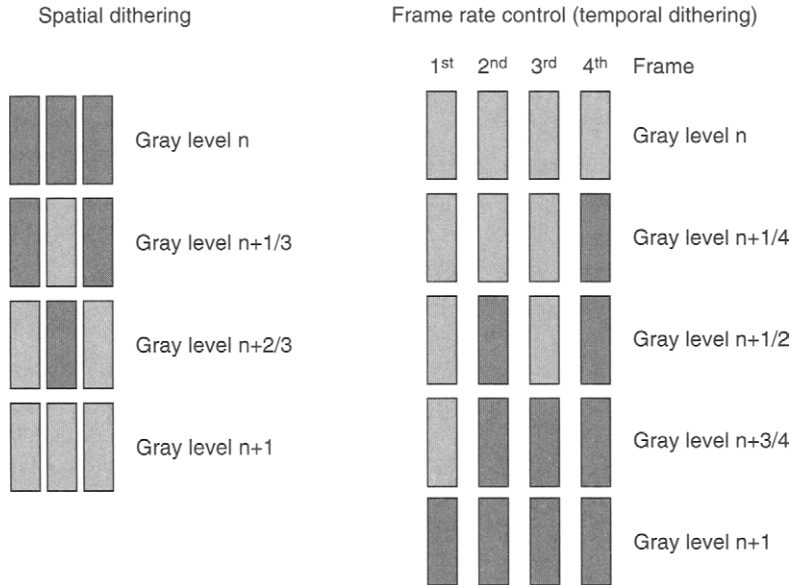 Spatial dithering
Gray level n
Gray level n+1/3
Gray level n+2/3
Gray level n+1
Frame rate control (temporal dithering)
1st 2nd 3rd 4th Frame
Gray level n
Gray level n+1/4
Gray level n+1/2
Gray level n+3/4
Gray level n+1